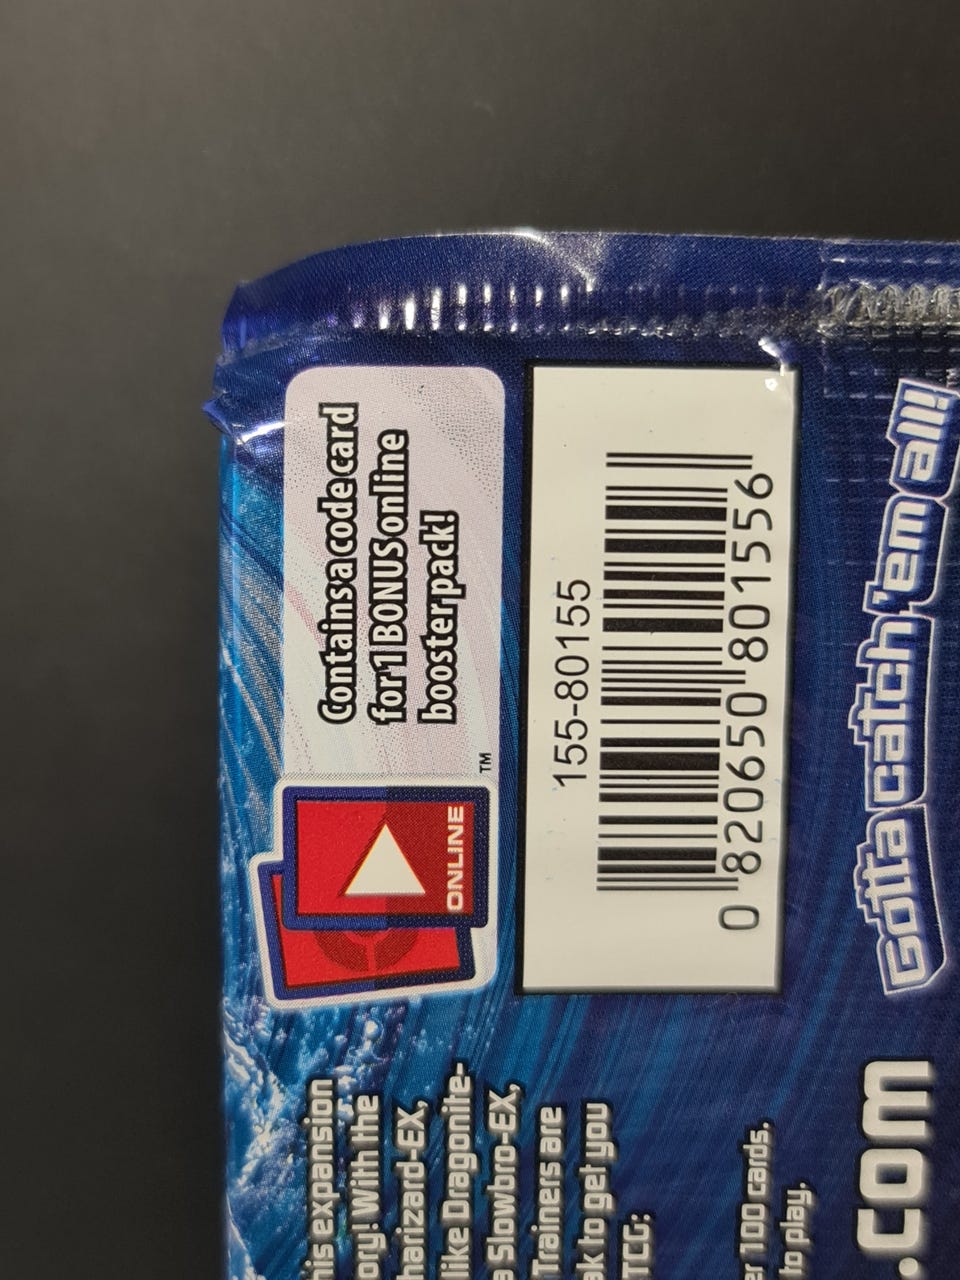 Contains a code card
for 1 BONUS online
booster pack!
ONLINE
TM
155-80155
0 820650 801556
Gotta catch 'em all!
his expansion
ory! With the
harizard-EX,
like Dragonite-
a Slowbro-EX,
Trainers are
ak to get you
TCG:
er 100 cards.
to play.
.com